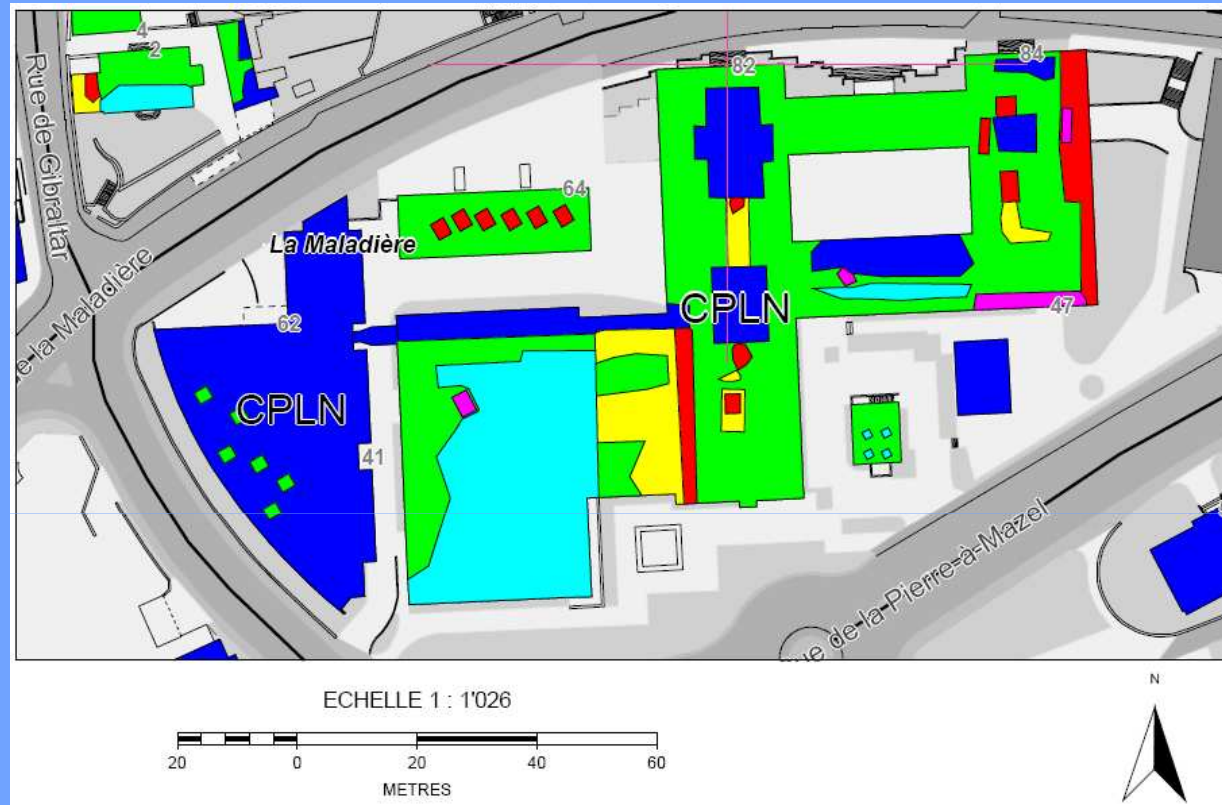 4
2
Rue de Gibraltar
82
84
64
La Maladière
CPLN
47
62
de-la-Maladière
CPLN
41
Rue de la Pierre-à-Mazel
ECHELLE 1 : 1'026
N
20 0 20 40 60
METRES